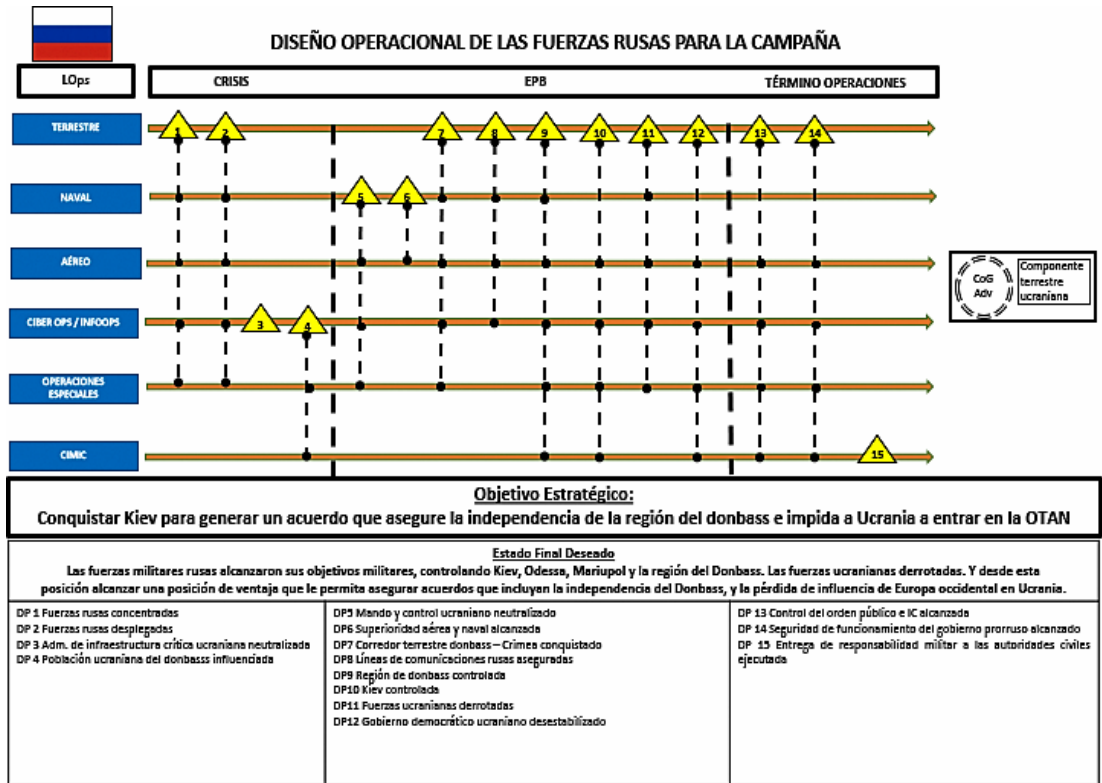 DISEÑO OPERACIONAL DE LAS FUERZAS RUSAS PARA LA CAMPAÑA
LOps
CRISIS
EPB
TÉRMINO OPERACIONES
TERRESTRE
1 2 7 8 9 10 11 12 13 14
NAVAL
5 6
AÉREO
CoG
Adv
Componente
terrestre
ucraniana
CIBER OPS / INFOOPS
3 4
OPERACIONES
ESPECIALES
CIMIC
15
Objetivo Estratégico:
Conquistar Kiev para generar un acuerdo que asegure la independencia de la región del donbass e impida a Ucrania a entrar en la OTAN
Estado Final Deseado
Las fuerzas militares rusas alcanzaron sus objetivos militares, controlando Kiev, Odessa, Mariupol y la región del Donbass. Las fuerzas ucranianas derrotadas. Y desde esta
posición alcanzar una posición de ventaja que le permita asegurar acuerdos que incluyan la independencia del Donbass, y la pérdida de influencia de Europa occidental en Ucrania.
DP 1 Fuerzas rusas concentradas
DP 2 Fuerzas rusas desplegadas
DP 3 Adm. de infraestructura crítica ucraniana neutralizada
DP 4 Población ucraniana del donbasss influenciada
DP5 Mando y control ucraniano neutralizado
DP6 Superioridad aérea y naval alcanzada
DP7 Corredor terrestre donbass – Crimea conquistado
DP8 Líneas de comunicaciones rusas aseguradas
DP9 Región de donbass controlada
DP10 Kiev controlada
DP11 Fuerzas ucranianas derrotadas
DP12 Gobierno democrático ucraniano desestabilizado
DP 13 Control del orden público e IC alcanzada
DP 14 Seguridad de funcionamiento del gobierno prorruso alcanzado
DP 15 Entrega de responsabilidad militar a las autoridades civiles
ejecutada